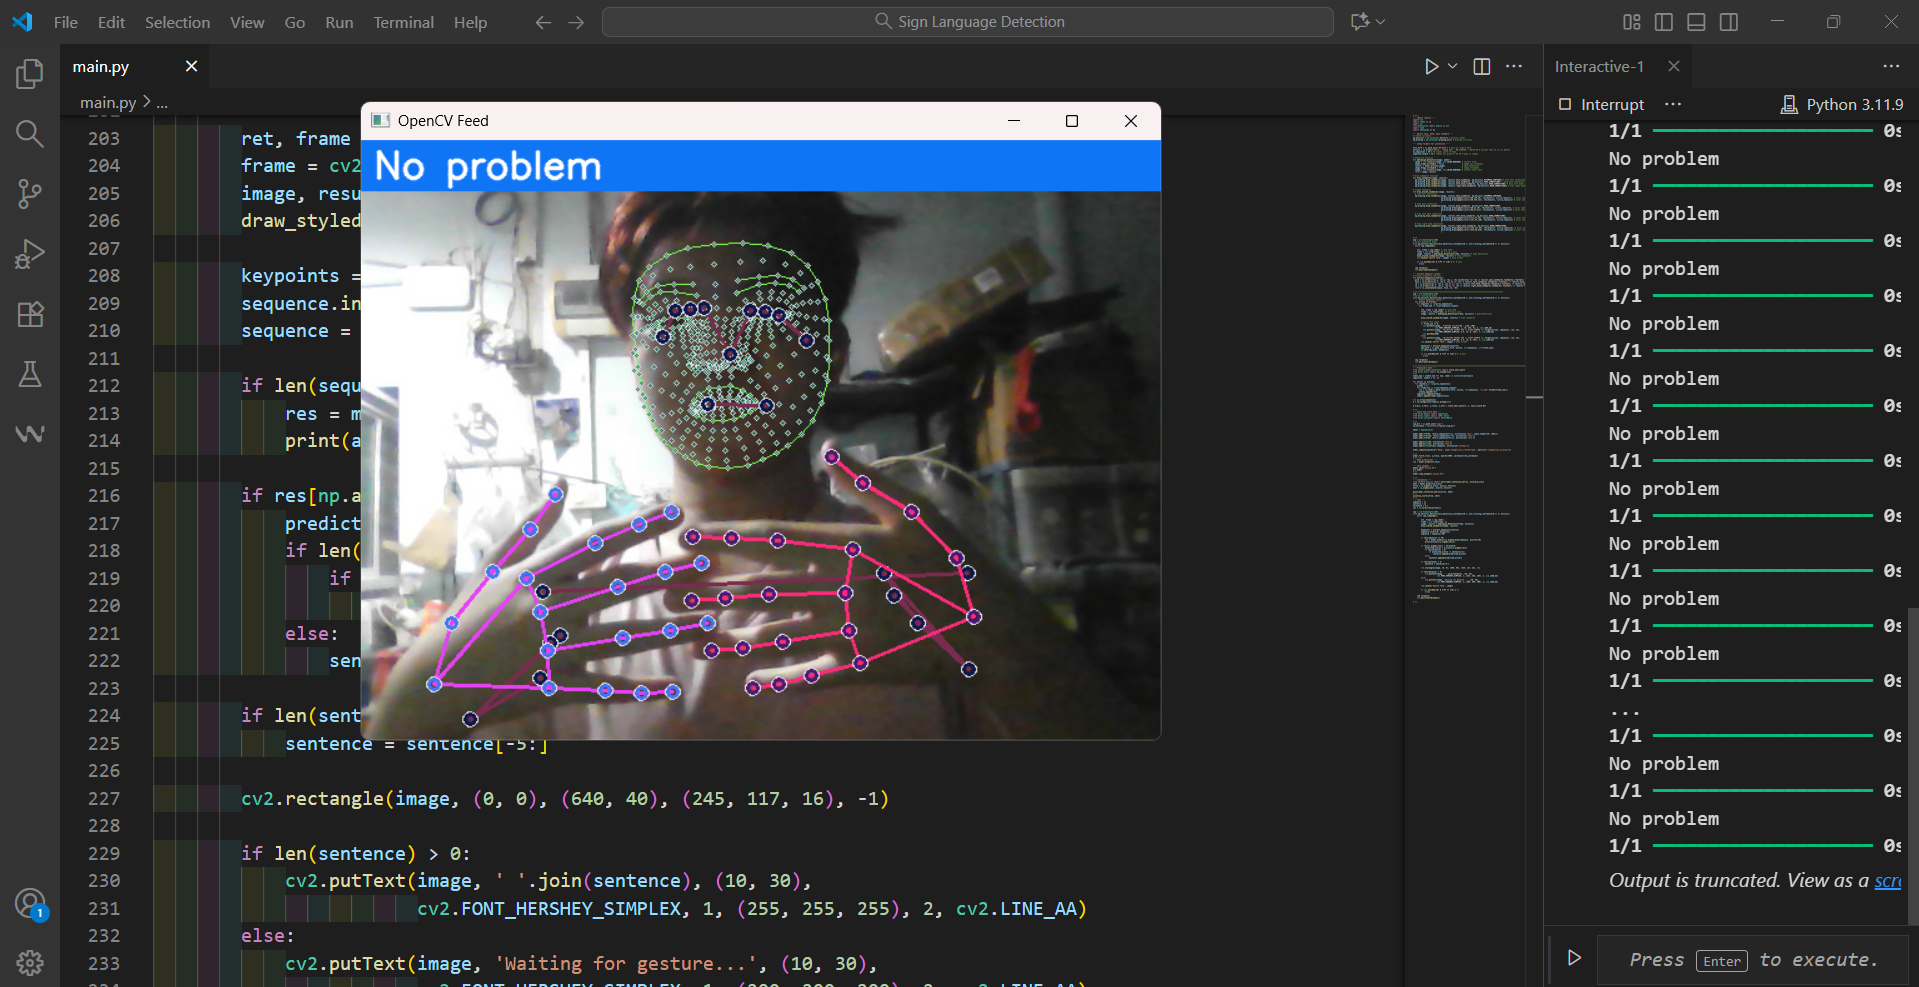 File Edit Selection View Go Run Terminal Help
Sign Language Detection
main.py
main.py > ...
203 ret, frame
204 frame = cv2
205 image, resu
206 draw_styled
207
208 keypoints =
209 sequence.in
210 sequence =
211
212 if len(sequ
213 res = m
214 print(a
215
216 if res[np.a
217 predict
218 if len(
219 if
220
221 else:
222 sen
223
224 if len(sent
225 sentence = sentence[-5:]
226
227 cv2.rectangle(image, (0, 0), (640, 40), (245, 117, 16), -1)
228
229 if len(sentence) > 0:
230 cv2.putText(image, ' '.join(sentence), (10, 30),
231 cv2.FONT_HERSHEY_SIMPLEX, 1, (255, 255, 255), 2, cv2.LINE_AA)
232 else:
233 cv2.putText(image, 'Waiting for gesture...', (10, 30),
OpenCV Feed
No problem
Interactive-1
Interrupt ... Python 3.11.9
1/1 0s
No problem
1/1 0s
No problem
1/1 0s
No problem
1/1 0s
No problem
1/1 0s
No problem
1/1 0s
No problem
1/1 0s
No problem
1/1 0s
No problem
1/1 0s
No problem
1/1 0s
No problem
1/1 0s
...
1/1 0s
No problem
1/1 0s
No problem
1/1 0s
Output is truncated. View as a scr
Press Enter to execute.
1